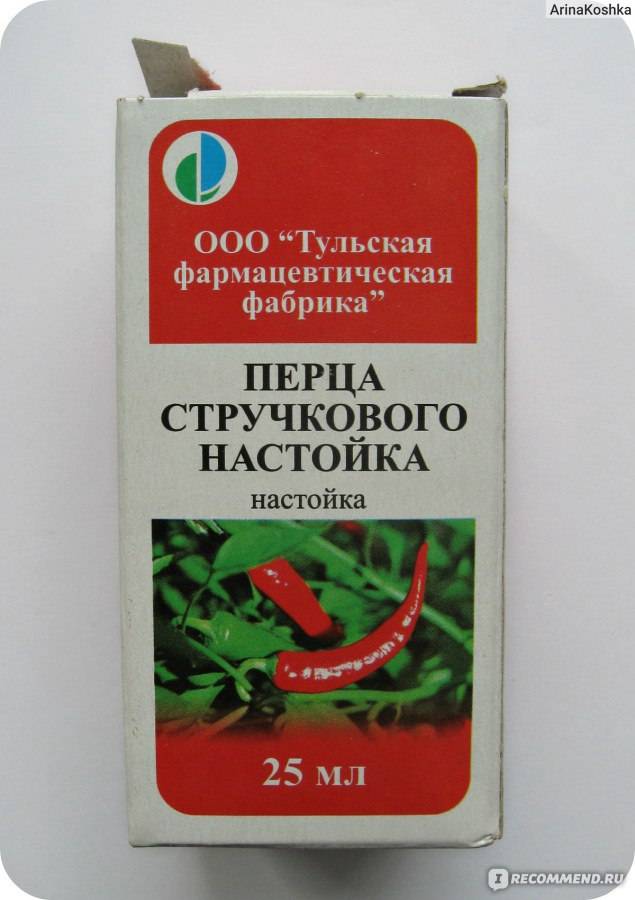 ArinaKoshka
ООО “Тульская
фармацевтическая
фабрика”
ПЕРЦА
СТРУЧКОВОГО
НАСТОЙКА
настойка
25 мл
I RECOMMEND.RU